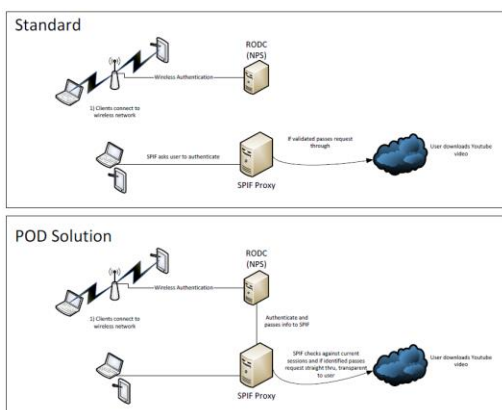 Standard
RODC
(NPS)
Wireless Authentication
1) Clients connect to
wireless network
SPIF asks user to authenticate
If validated passes request
through
User downloads Youtube
video
SPIF Proxy
POD Solution
RODC
(NPS)
Wireless Authentication
1) Clients connect to
wireless network
Authenticate and
passes info to SPIF
SPIF checks against current
sessions and if identified passes
request straight thru, transparent
to user
User downloads Youtube
video
SPIF Proxy